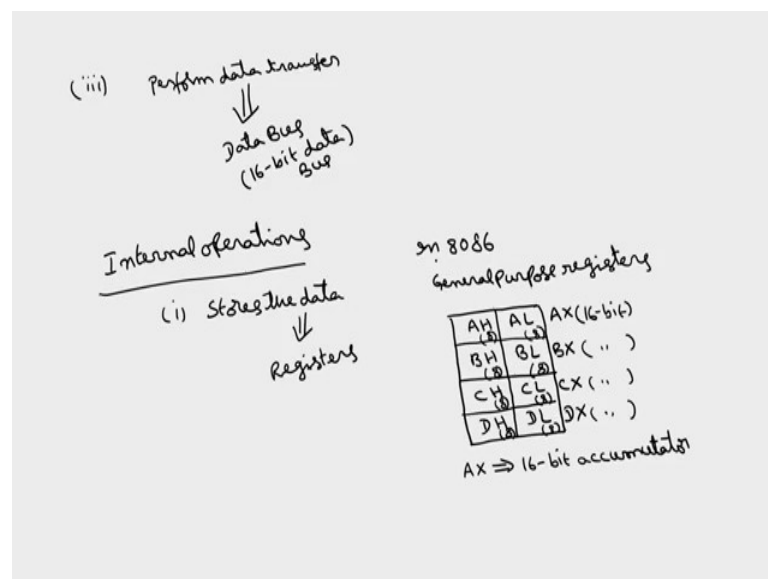 (iii) Perform data transfer
⇓
Data Bus
(16-bit data)
Bus
Internal operations
(i) Stores the data
⇓
Registers
In 8086
General Purpose registers
AH (8) AL (8) AX (16-bit)
BH (8) BL (8) BX ( ,, )
CH (8) CL (8) CX ( ,, )
DH (8) DL (8) DX ( ,, )
AX ⇒ 16-bit accumulator